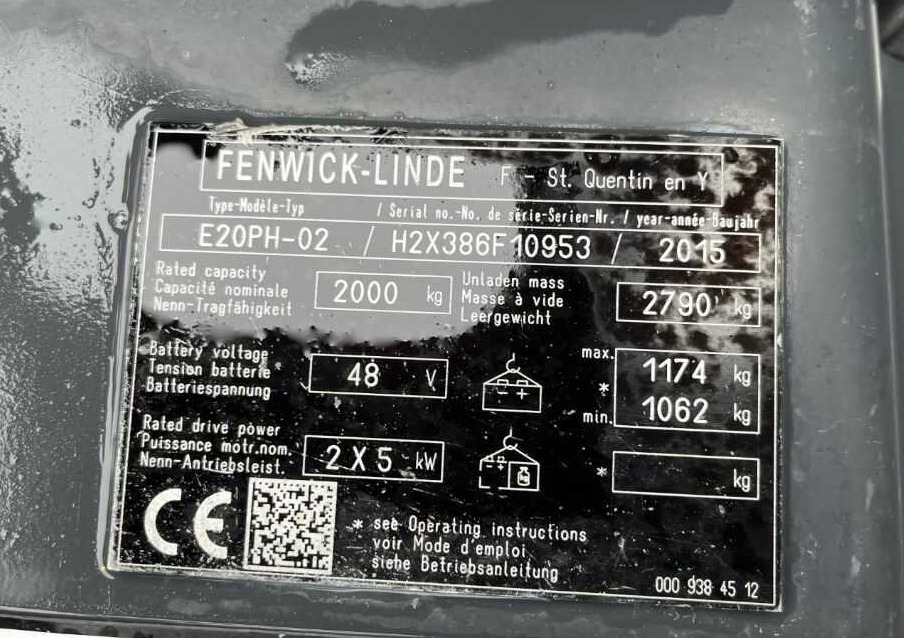 FENWICK-LINDE F - St. Quentin en Y
Type-Modèle-Typ / Serial no.-No. de série-Serien-Nr. / year-année-Baujahr
E20PH-02 / H2X386F10953 / 2015
Rated capacity
Capacité nominale
Nenn-Tragfähigkeit
2000 kg
Unladen mass
Masse à vide
Leergewicht
2790 kg
Battery voltage
Tension batterie
Batteriespannung
48 V
max. 1174 kg
*
min. 1062 kg
Rated drive power
Puissance motr.nom.
Nenn-Antriebsleist.
2 X 5 kW
* kg
CE
* see Operating instructions
voir Mode d'emploi
siehe Betriebsanleitung
000 938 45 12